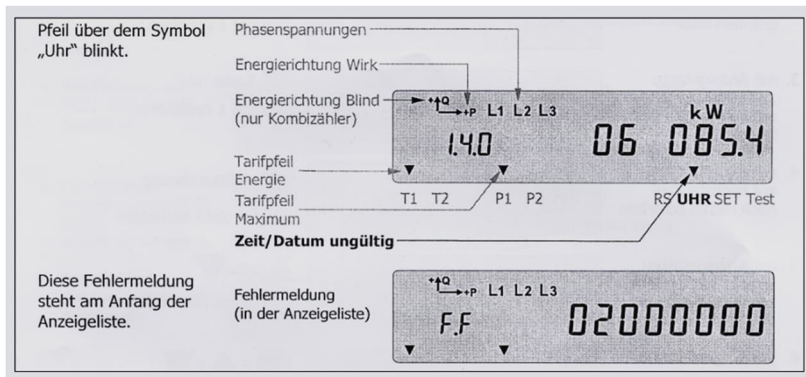 Pfeil über dem Symbol
„Uhr“ blinkt.
Phasenspannungen
Energierichtung Wirk
Energierichtung Blind
(nur Kombizähler)
+Q
+P L1 L2 L3
kW
1.4.0 06 085.4
Tarifpfeil
Energie
Tarifpfeil
Maximum
T1 T2 P1 P2 RS UHR SET Test
Zeit/Datum ungültig
Diese Fehlermeldung
steht am Anfang der
Anzeigeliste.
Fehlermeldung
(in der Anzeigeliste)
+Q
+P L1 L2 L3
F.F 02000000